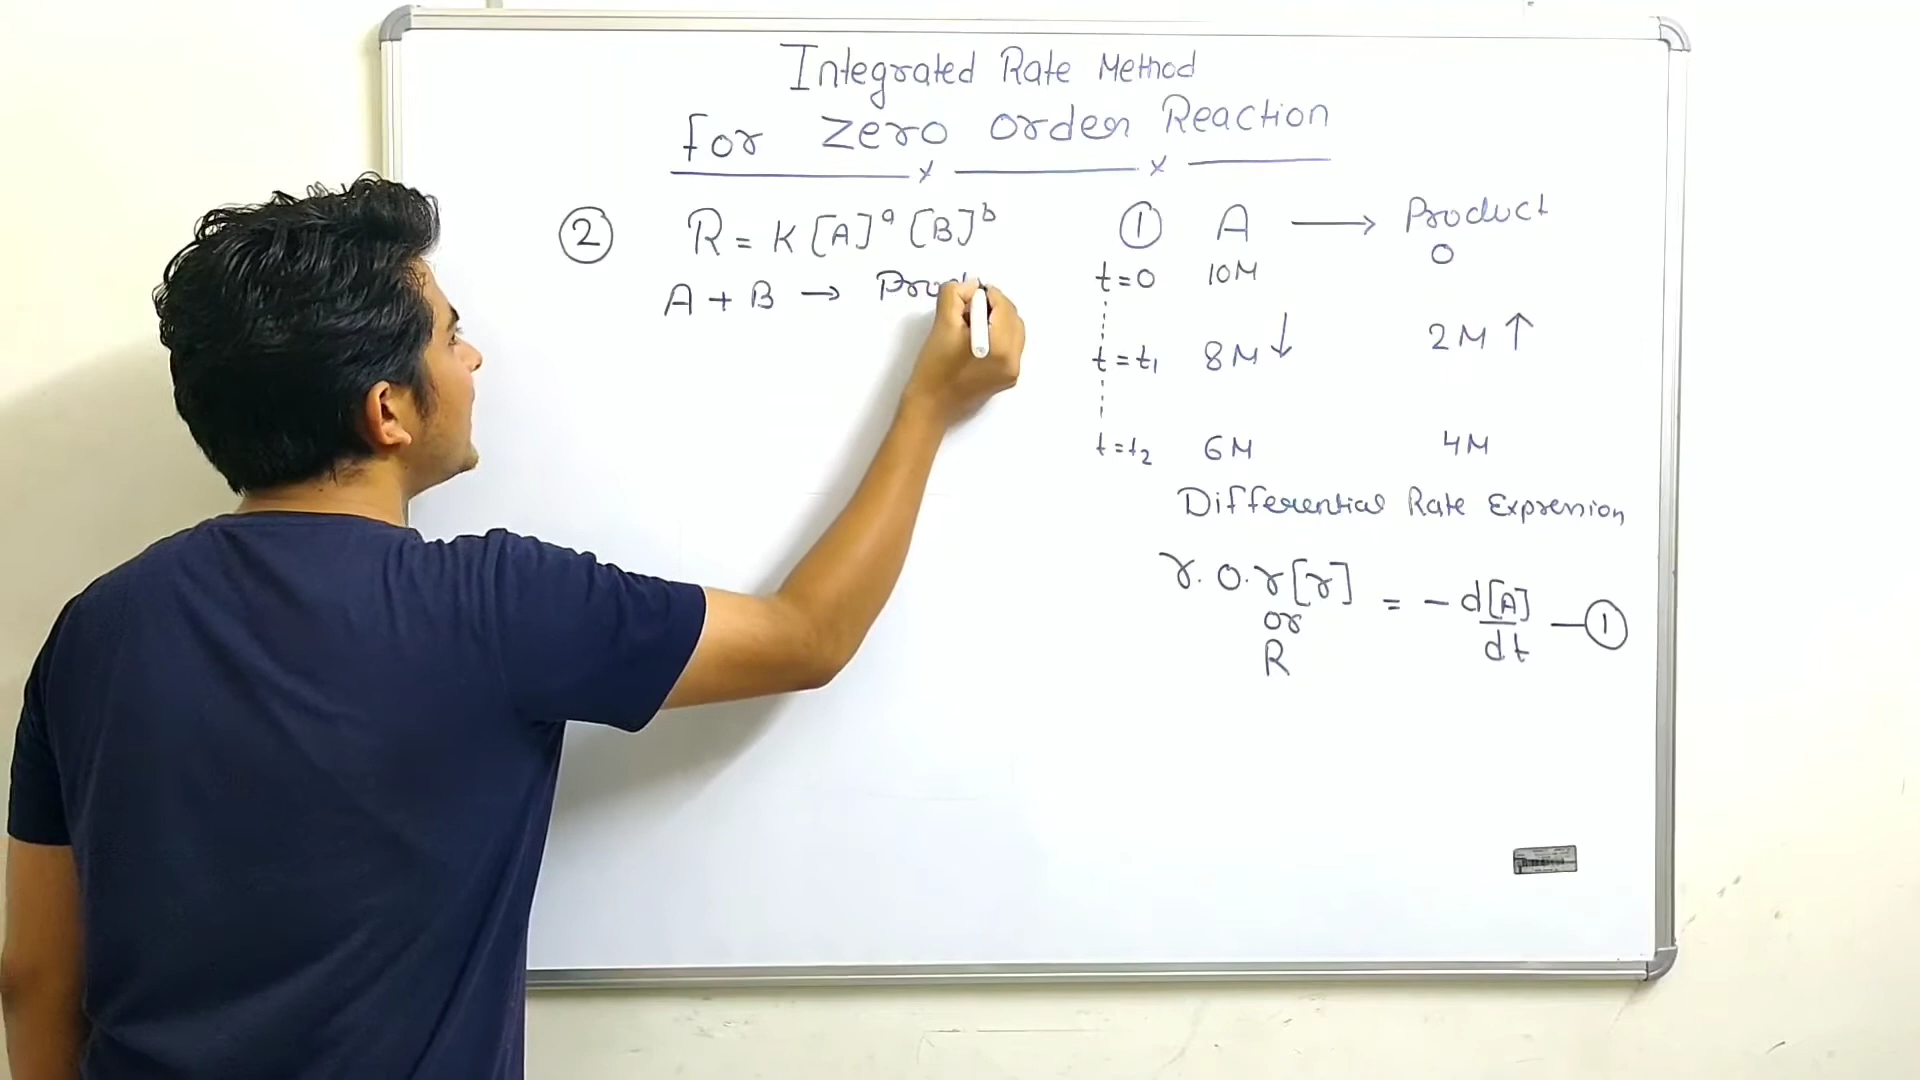 Integrated Rate Method
for zero order Reaction
② R = K [A]ᵃ [B]ᵇ
A + B → Prod
① A ⟶ Product
0
t=0 10M
t = t₁ 8M ↓ 2M ↑
t = t₂ 6M 4M
Differential Rate Expression
r. o. r [r]
or
R
= - d[A]/dt — ①